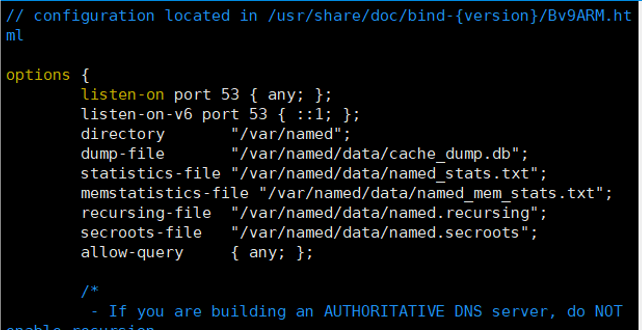 // configuration located in /usr/share/doc/bind-{version}/Bv9ARM.ht
ml
options {
listen-on port 53 { any; };
listen-on-v6 port 53 { ::1; };
directory "/var/named";
dump-file "/var/named/data/cache_dump.db";
statistics-file "/var/named/data/named_stats.txt";
memstatistics-file "/var/named/data/named_mem_stats.txt";
recursing-file "/var/named/data/named.recursing";
secroots-file "/var/named/data/named.secroots";
allow-query { any; };
/*
- If you are building an AUTHORITATIVE DNS server, do NOT
enable recursion